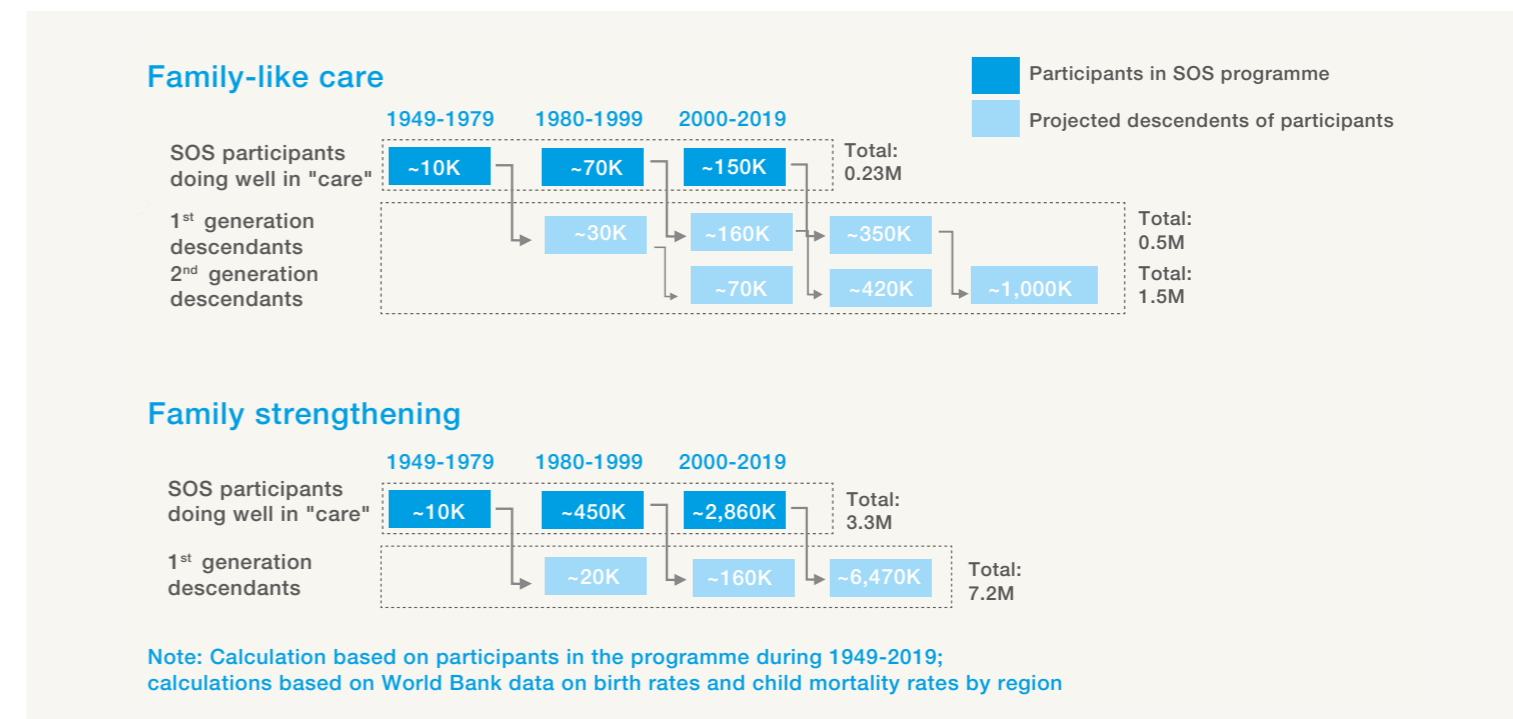 Family-like care
Participants in SOS programme
Projected descendents of participants
1949-1979 1980-1999 2000-2019
SOS participants
doing well in "care"
~10K ~70K ~150K
Total:
0.23M
1st generation
descendants
~30K ~160K ~350K
Total:
0.5M
2nd generation
descendants
~70K ~420K ~1,000K
Total:
1.5M
Family strengthening
1949-1979 1980-1999 2000-2019
SOS participants
doing well in "care"
~10K ~450K ~2,860K
Total:
3.3M
1st generation
descendants
~20K ~160K ~6,470K
Total:
7.2M
Note: Calculation based on participants in the programme during 1949-2019;
calculations based on World Bank data on birth rates and child mortality rates by region